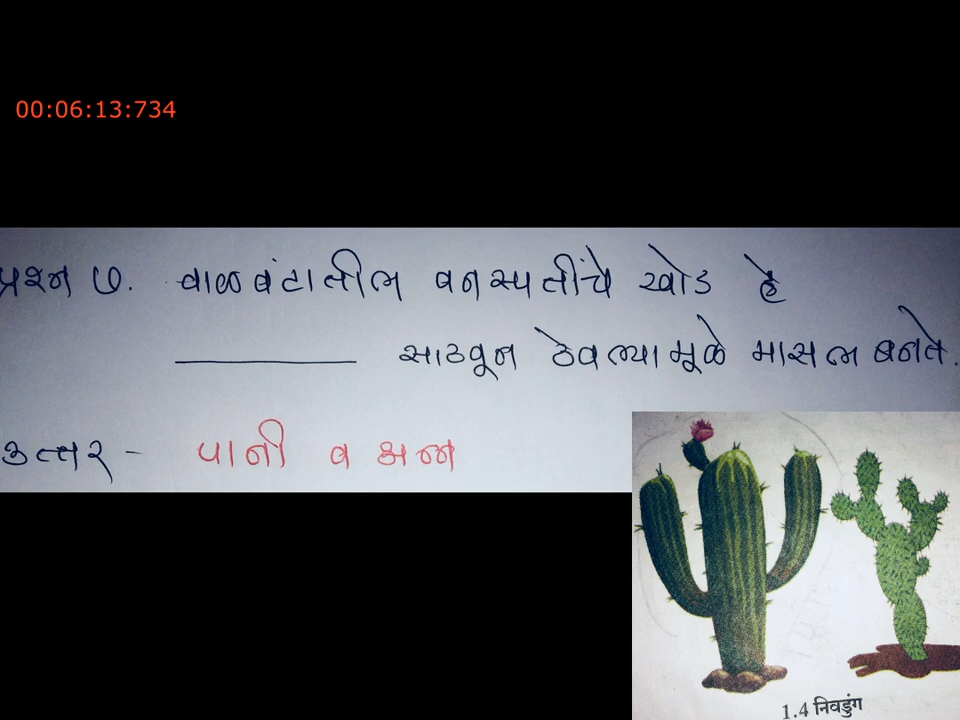 00:06:13:734
प्रश्न ७. वाळवंटातील वनस्पतींचे खोड हे
__________ साठवून ठेवल्यामूळे मासल बनते.
उत्तर - पानी व अन्न
1.4 निवडुंग